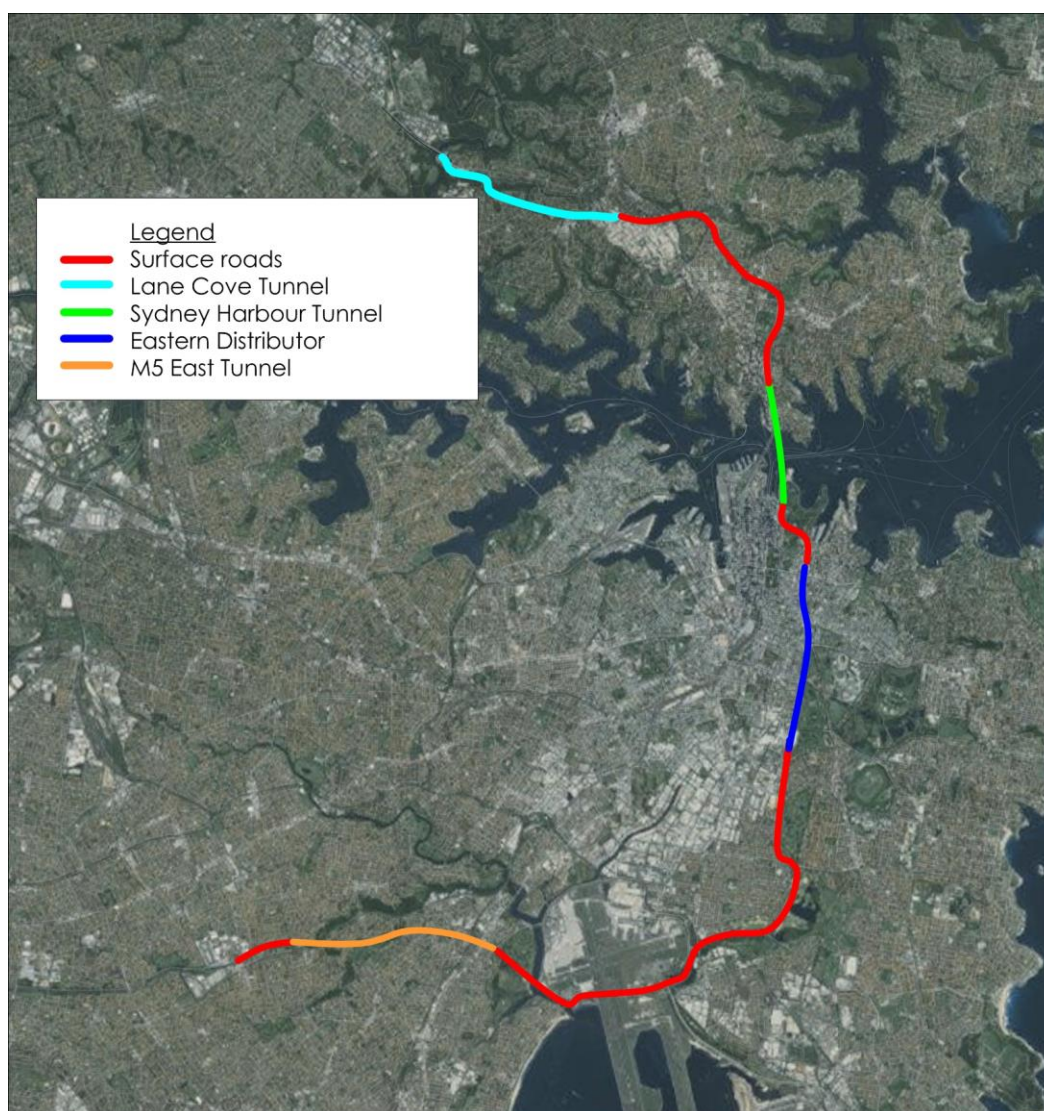 Legend
Surface roads
Lane Cove Tunnel
Sydney Harbour Tunnel
Eastern Distributor
M5 East Tunnel